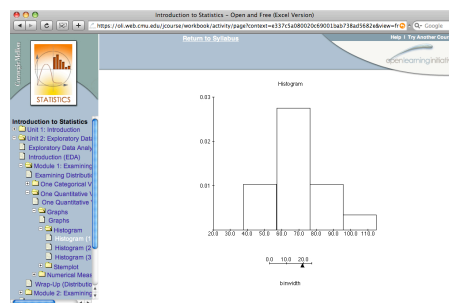 Introduction to Statistics – Open and Free (Excel Version)
https://oli.web.cmu.edu/jcourse/workbook/activity/page?context=e337c5a080020c69001bab738ad5682e&view=fr
Google
Return to Syllabus
Help | Try Another Cour
openlearninginitiativ
Carnegie Mellon
STATISTICS
Introduction to Statistics
Unit 1: Introduction
Unit 2: Exploratory Data
Exploratory Data Analy
Introduction (EDA)
Module 1: Examining
Examining Distributi
One Categorical V
One Quantitative V
One Quantitative V
Graphs
Graphs
Histogram
Histogram (1
Histogram (2
Histogram (3
Stemplot
Numerical Meas
Wrap-Up (Distributio
Module 2: Examining
Histogram
0.03
0.02
0.01
20.0 30.0 40.0 50.0 60.0 70.0 80.0 90.0 100.0 110.0
0.0 10.0 20.0
binwidth